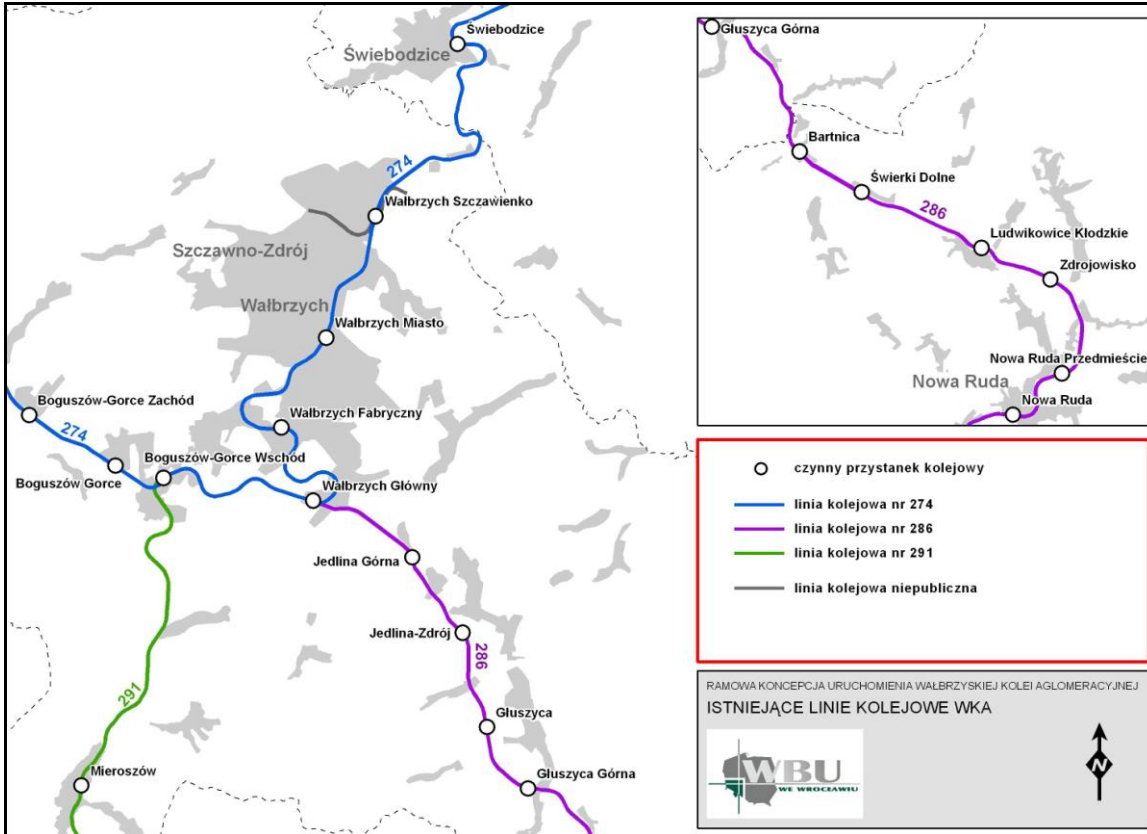 Świebodzice
Świebodzice
274
Wałbrzych Szczawienko
Szczawno-Zdrój
Wałbrzych
Wałbrzych Miasto
Boguszów-Gorce Zachód
Wałbrzych Fabryczny
274
Boguszów-Gorce Wschód
Boguszów Gorce
Wałbrzych Główny
Jedlina Górna
Jedlina-Zdrój
286
291
Głuszyca
Mieroszów
Głuszyca Górna
Głuszyca Górna
Bartnica
Świerki Dolne
286
Ludwikowice Kłodzkie
Zdrojowisko
Nowa Ruda Przedmieście
Nowa Ruda
Nowa Ruda
czynny przystanek kolejowy
linia kolejowa nr 274
linia kolejowa nr 286
linia kolejowa nr 291
linia kolejowa niepubliczna
RAMOWA KONCEPCJA URUCHOMIENIA WAŁBRZYSKIEJ KOLEI AGLOMERACYJNEJ
ISTNIEJĄCE LINIE KOLEJOWE WKA
WBU
WE WROCŁAWIU
N